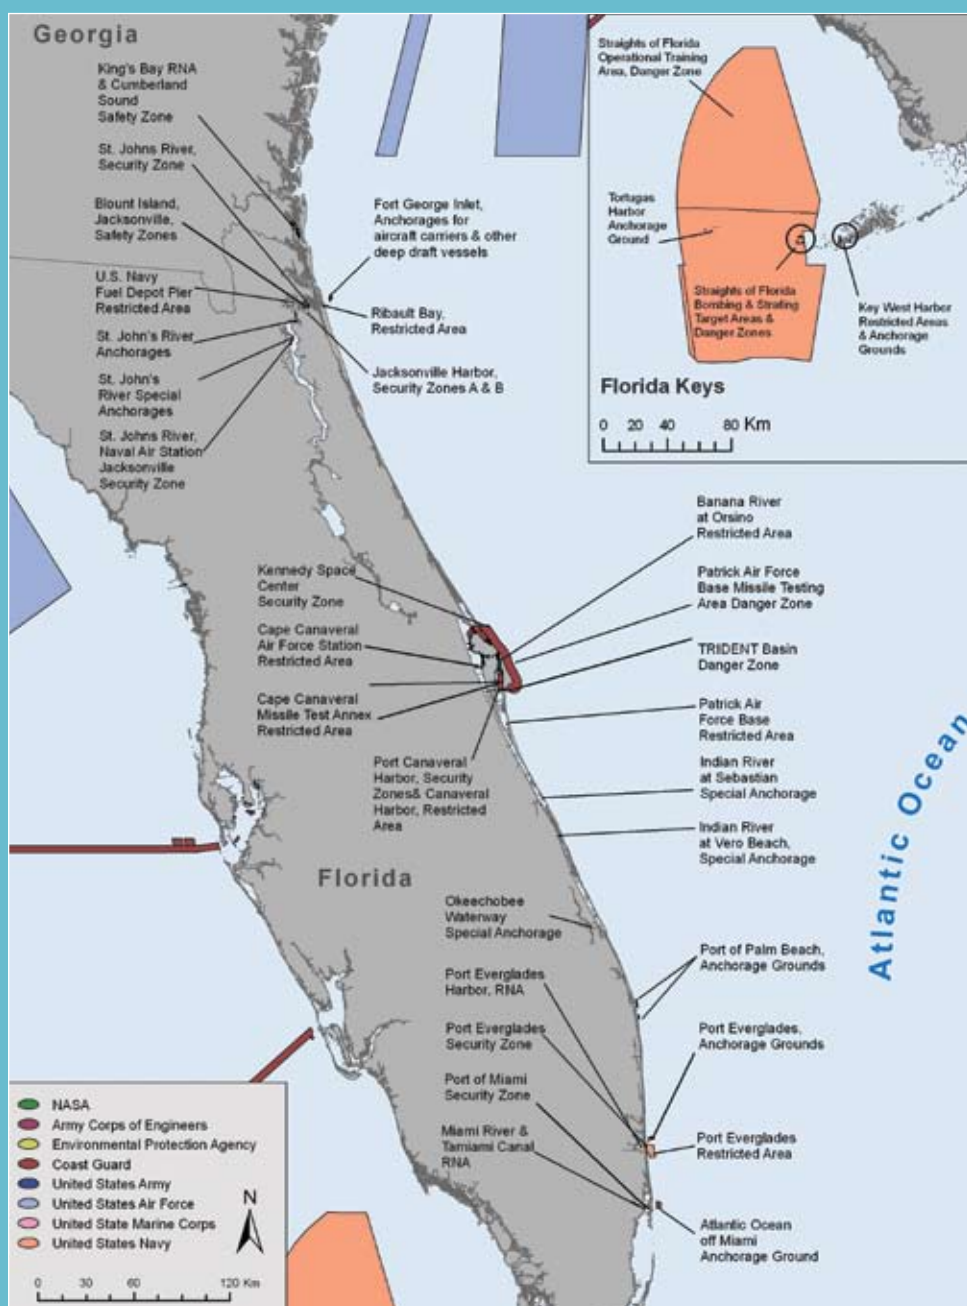 Georgia
King's Bay RNA
& Cumberland
Sound
Safety Zone
St. Johns River,
Security Zone
Blount Island,
Jacksonville,
Safety Zones
U.S. Navy
Fuel Depot Pier
Restricted Area
St. John's River
Anchorages
St. John's
River Special
Anchorages
St. Johns River,
Naval Air Station
Jacksonville
Security Zone
Fort George Inlet,
Anchorages for
aircraft carriers & other
deep draft vessels
Ribault Bay,
Restricted Area
Jacksonville Harbor,
Security Zones A & B
Straights of Florida
Operational Training
Area, Danger Zone
Tortugas
Harbor
Anchorage
Ground
Straights of Florida
Bombing & Strafing
Target Areas &
Danger Zones
Key West Harbor
Restricted Areas
& Anchorage
Grounds
Florida Keys
0 20 40 80 Km
Banana River
at Orsino
Restricted Area
Patrick Air Force
Base Missile Testing
Area Danger Zone
TRIDENT Basin
Danger Zone
Patrick Air
Force Base
Restricted Area
Indian River
at Sebastian
Special Anchorage
Indian River
at Vero Beach,
Special Anchorage
Kennedy Space
Center
Security Zone
Cape Canaveral
Air Force Station
Restricted Area
Cape Canaveral
Missile Test Annex
Restricted Area
Port Canaveral
Harbor, Security
Zones& Canaveral
Harbor, Restricted
Area
Florida
Atlantic Ocean
Okeechobee
Waterway
Special Anchorage
Port Everglades
Harbor, RNA
Port Everglades
Security Zone
Port of Miami
Security Zone
Miami River &
Tamiami Canal
RNA
Port of Palm Beach,
Anchorage Grounds
Port Everglades,
Anchorage Grounds
Port Everglades
Restricted Area
Atlantic Ocean
off Miami
Anchorage Ground
NASA
Army Corps of Engineers
Environmental Protection Agency
Coast Guard
United States Army
United States Air Force
United State Marine Corps
United States Navy
N
0 30 60 120 Km